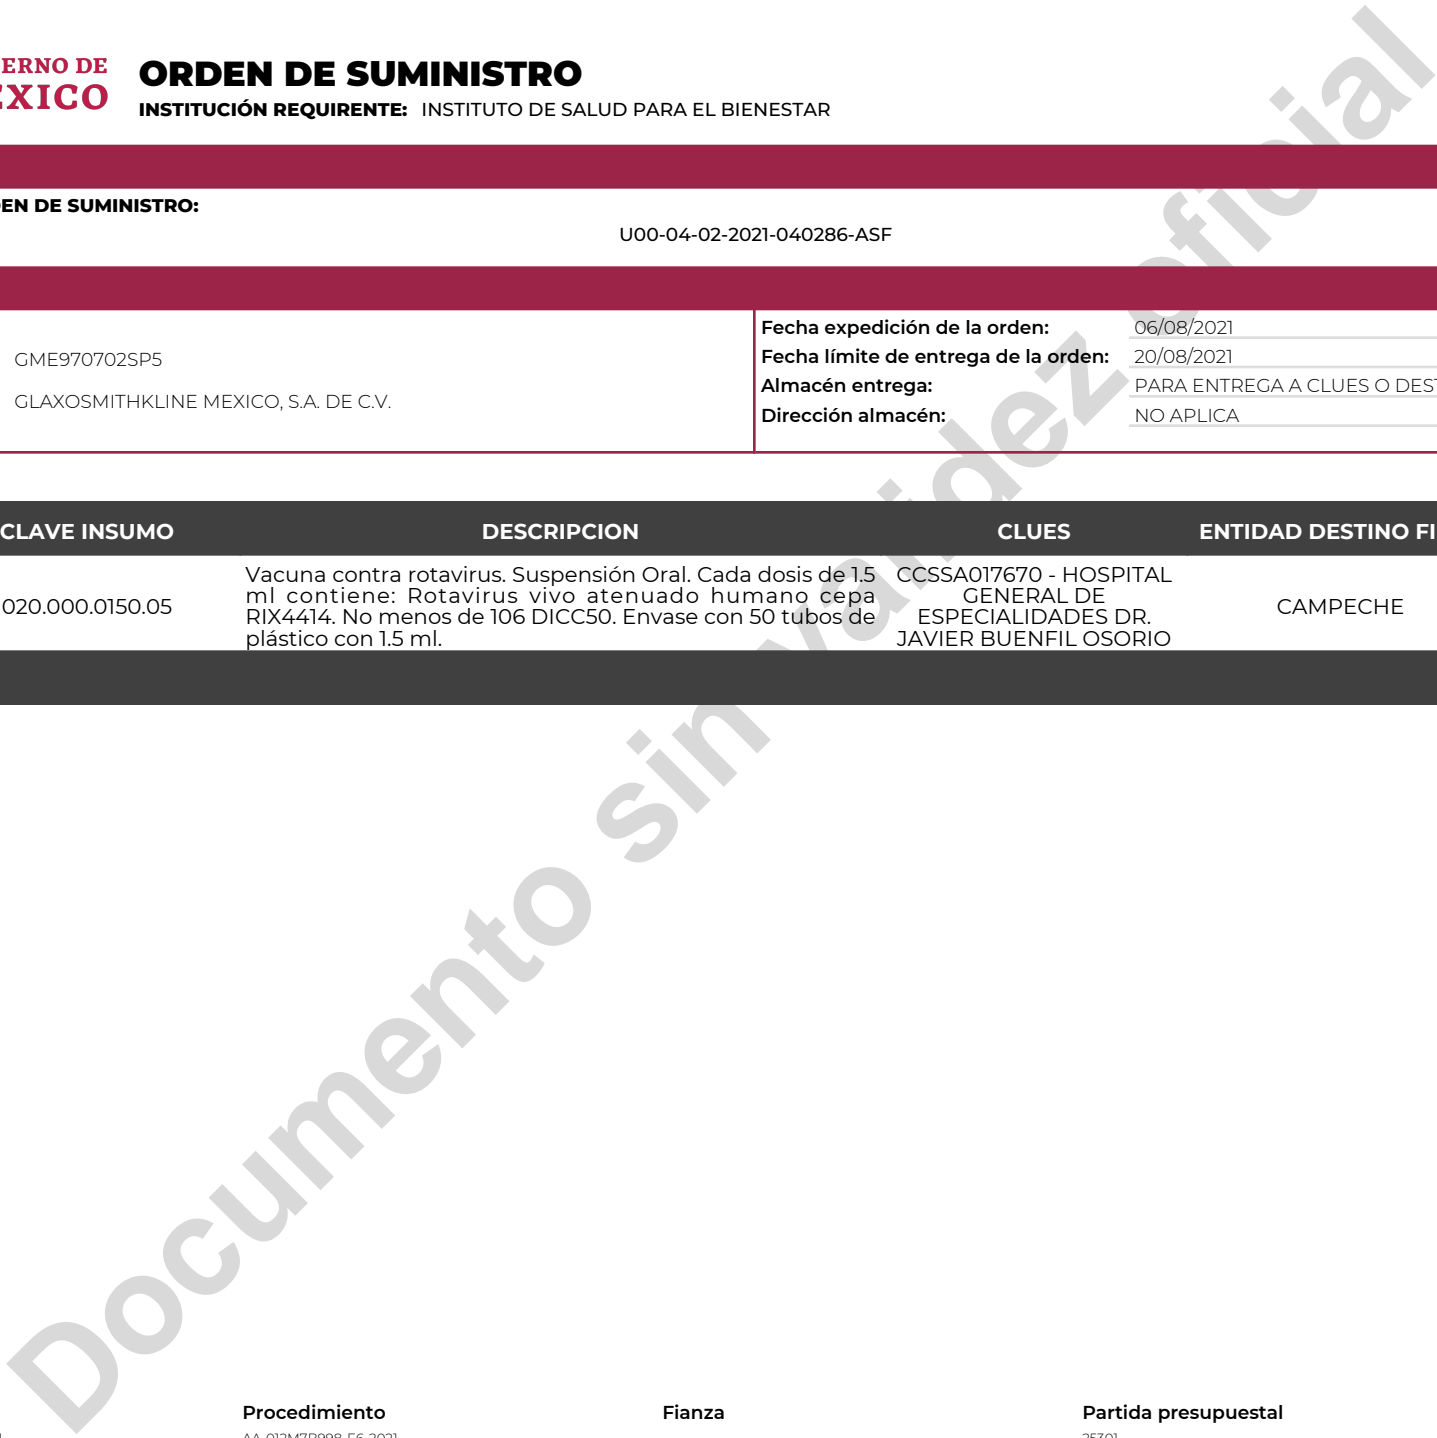 ERNO DE
EXICO
ORDEN DE SUMINISTRO
INSTITUCIÓN REQUIRENTE: INSTITUTO DE SALUD PARA EL BIENESTAR
EN DE SUMINISTRO:
U00-04-02-2021-040286-ASF
GME970702SP5
GLAXOSMITHKLINE MEXICO, S.A. DE C.V.
Fecha expedición de la orden: 06/08/2021
Fecha límite de entrega de la orden: 20/08/2021
Almacén entrega: PARA ENTREGA A CLUES O DEST
Dirección almacén: NO APLICA
CLAVE INSUMO DESCRIPCION CLUES ENTIDAD DESTINO FI
020.000.0150.05
Vacuna contra rotavirus. Suspensión Oral. Cada dosis de 1.5
ml contiene: Rotavirus vivo atenuado humano cepa
RIX4414. No menos de 106 DICC50. Envase con 50 tubos de
plástico con 1.5 ml.
CCSSA017670 - HOSPITAL
GENERAL DE
ESPECIALIDADES DR.
JAVIER BUENFIL OSORIO
CAMPECHE
Documento sin validez oficial
Procedimiento Fianza Partida presupuestal